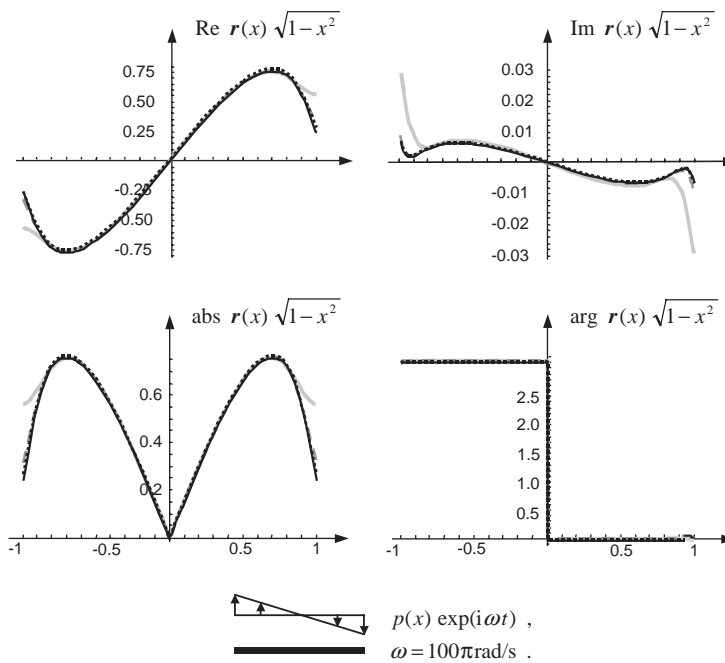 Re r(x) √1−x²
0.75
0.50
0.25
-0.25
-0.50
-0.75
Im r(x) √1−x²
0.03
0.02
0.01
-0.01
-0.02
-0.03
abs r(x) √1−x²
0.6
0.4
0.2
-1 -0.5 0 0.5 1
arg r(x) √1−x²
2.5
2.0
1.5
1.0
0.5
-1 -0.5 0 0.5 1
p(x) exp(iωt) ,
ω=100πrad/s .